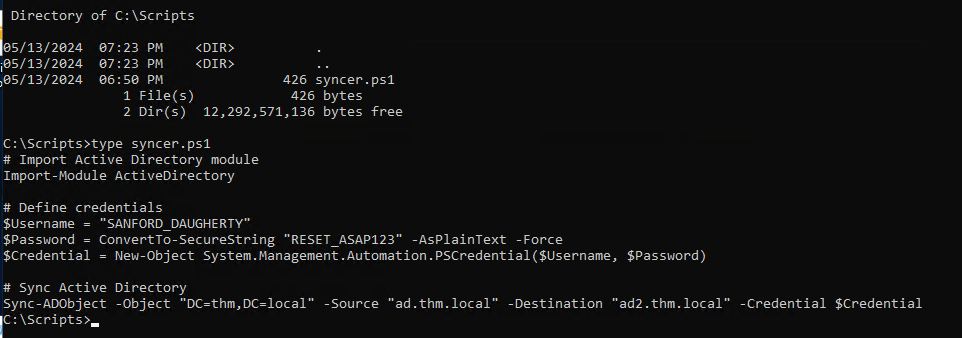 Directory of C:\Scripts
05/13/2024  07:23 PM    <DIR>          .
05/13/2024  07:23 PM    <DIR>          ..
05/13/2024  06:50 PM               426 syncer.ps1
               1 File(s)            426 bytes
               2 Dir(s)  12,292,571,136 bytes free
C:\Scripts>type syncer.ps1
# Import Active Directory module
Import-Module ActiveDirectory
# Define credentials
$Username = "SANFORD_DAUGHERTY"
$Password = ConvertTo-SecureString "RESET_ASAP123" -AsPlainText -Force
$Credential = New-Object System.Management.Automation.PSCredential($Username, $Password)
# Sync Active Directory
Sync-ADObject -Object "DC=thm,DC=local" -Source "ad.thm.local" -Destination "ad2.thm.local" -Credential $Credential
C:\Scripts>